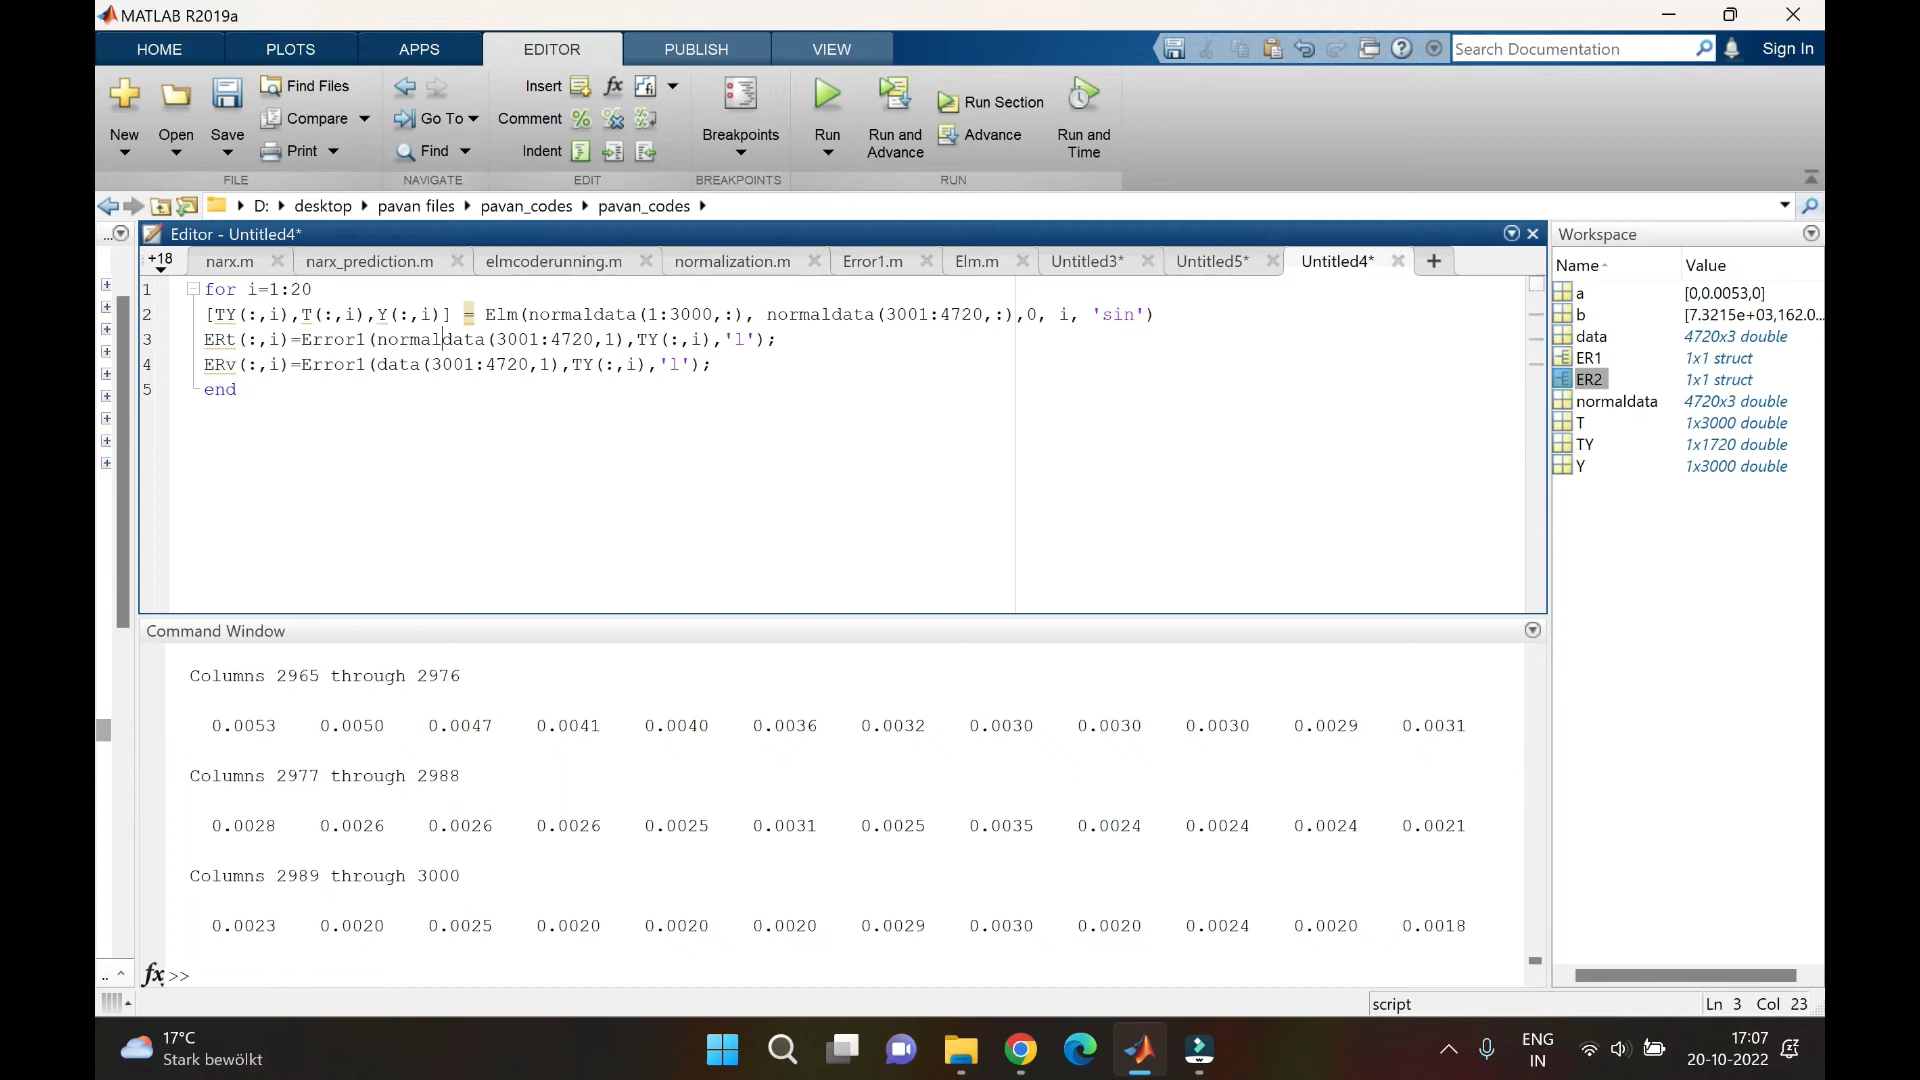 MATLAB R2019a
HOME PLOTS APPS EDITOR PUBLISH VIEW Search Documentation Sign In
New Open Save Find Files Compare Print
Go To Find
Insert fx
Comment
Indent
Breakpoints
Run Run and Advance Run Section Advance Run and Time
FILE NAVIGATE EDIT BREAKPOINTS RUN
D: desktop pavan files pavan_codes pavan_codes
Editor - Untitled4*
+18 narx.m narx_prediction.m elmcoderunning.m normalization.m Error1.m Elm.m Untitled3* Untitled5* Untitled4*
1 for i=1:20
2 [TY(:,i),T(:,i),Y(:,i)] = Elm(normaldata(1:3000,:), normaldata(3001:4720,:),0, i, 'sin')
3 ERt(:,i)=Error1(normaldata(3001:4720,1),TY(:,i),'l');
4 ERv(:,i)=Error1(data(3001:4720,1),TY(:,i),'l');
5 end
Workspace
Name Value
a [0,0.0053,0]
b [7.3215e+03,162.0...
data 4720x3 double
ER1 1x1 struct
ER2 1x1 struct
normaldata 4720x3 double
T 1x3000 double
TY 1x1720 double
Y 1x3000 double
Command Window
Columns 2965 through 2976
0.0053 0.0050 0.0047 0.0041 0.0040 0.0036 0.0032 0.0030 0.0030 0.0030 0.0029 0.0031
Columns 2977 through 2988
0.0028 0.0026 0.0026 0.0026 0.0025 0.0031 0.0025 0.0035 0.0024 0.0024 0.0024 0.0021
Columns 2989 through 3000
0.0023 0.0020 0.0025 0.0020 0.0020 0.0020 0.0029 0.0030 0.0020 0.0024 0.0020 0.0018
fx >>
script Ln 3 Col 23
17°C
Stark bewölkt
ENG
IN
17:07
20-10-2022